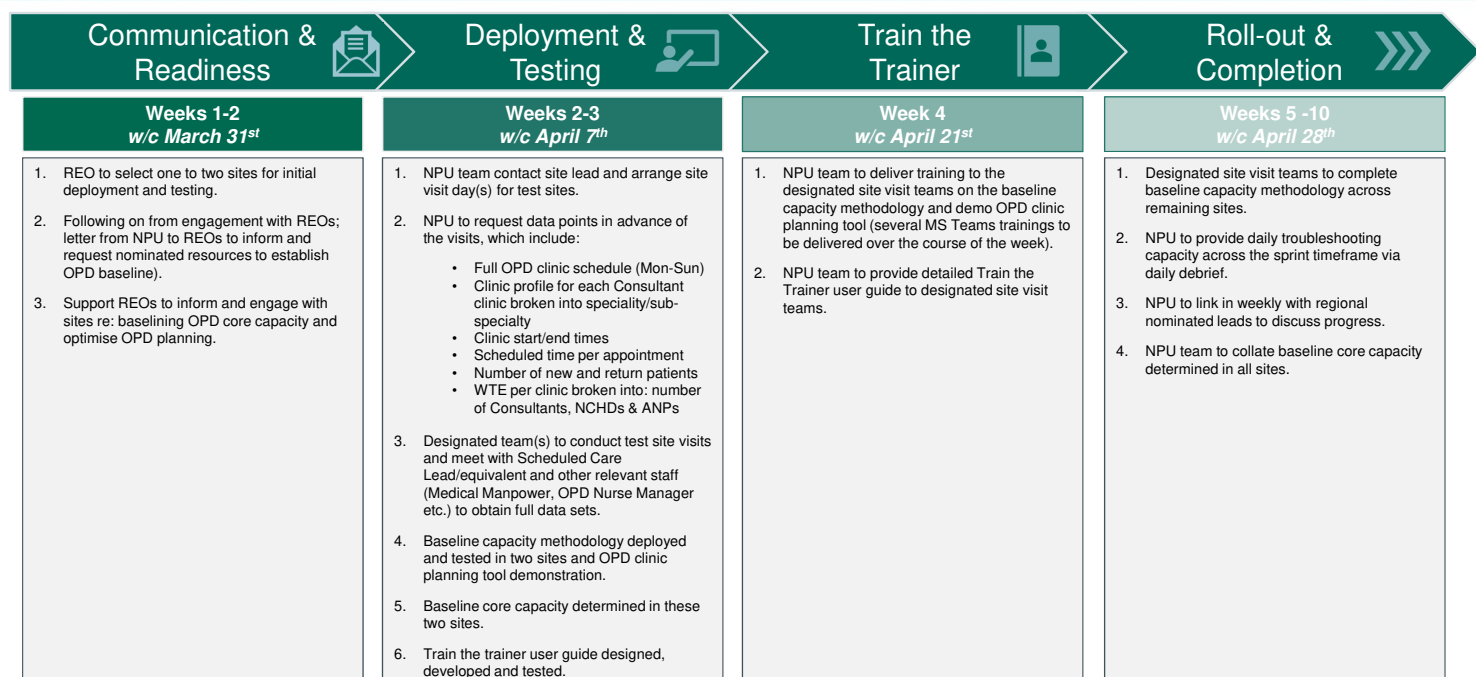 Communication &
Readiness
Deployment &
Testing
Train the
Trainer
Roll-out &
Completion
Weeks 1-2
w/c March 31st
1. REO to select one to two sites for initial
deployment and testing.
2. Following on from engagement with REOs;
letter from NPU to REOs to inform and
request nominated resources to establish
OPD baseline).
3. Support REOs to inform and engage with
sites re: baselining OPD core capacity and
optimise OPD planning.
Weeks 2-3
w/c April 7th
1. NPU team contact site lead and arrange site
visit day(s) for test sites.
2. NPU to request data points in advance of
the visits, which include:
• Full OPD clinic schedule (Mon-Sun)
• Clinic profile for each Consultant
clinic broken into speciality/sub-
specialty
• Clinic start/end times
• Scheduled time per appointment
• Number of new and return patients
• WTE per clinic broken into: number
of Consultants, NCHDs & ANPs
3. Designated team(s) to conduct test site visits
and meet with Scheduled Care
Lead/equivalent and other relevant staff
(Medical Manpower, OPD Nurse Manager
etc.) to obtain full data sets.
4. Baseline capacity methodology deployed
and tested in two sites and OPD clinic
planning tool demonstration.
5. Baseline core capacity determined in these
two sites.
6. Train the trainer user guide designed,
developed and tested.
Week 4
w/c April 21st
1. NPU team to deliver training to the
designated site visit teams on the baseline
capacity methodology and demo OPD clinic
planning tool (several MS Teams trainings to
be delivered over the course of the week).
2. NPU team to provide detailed Train the
Trainer user guide to designated site visit
teams.
Weeks 5 -10
w/c April 28th
1. Designated site visit teams to complete
baseline capacity methodology across
remaining sites.
2. NPU to provide daily troubleshooting
capacity across the sprint timeframe via
daily debrief.
3. NPU to link in weekly with regional
nominated leads to discuss progress.
4. NPU team to collate baseline core capacity
determined in all sites.